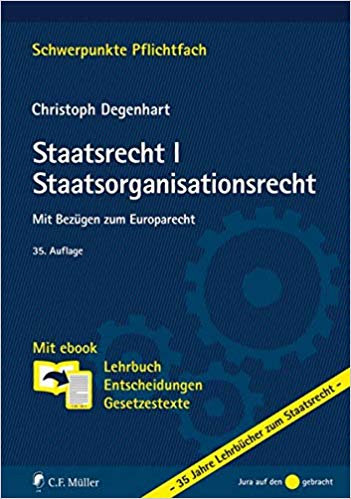 Schwerpunkte Pflichtfach
Christoph Degenhart
Staatsrecht I
Staatsorganisationsrecht
Mit Bezügen zum Europarecht
35. Auflage
Mit ebook
Lehrbuch
Entscheidungen
Gesetzestexte
– 35 Jahre Lehrbücher zum Staatsrecht –
C.F. Müller
Jura auf den gebracht